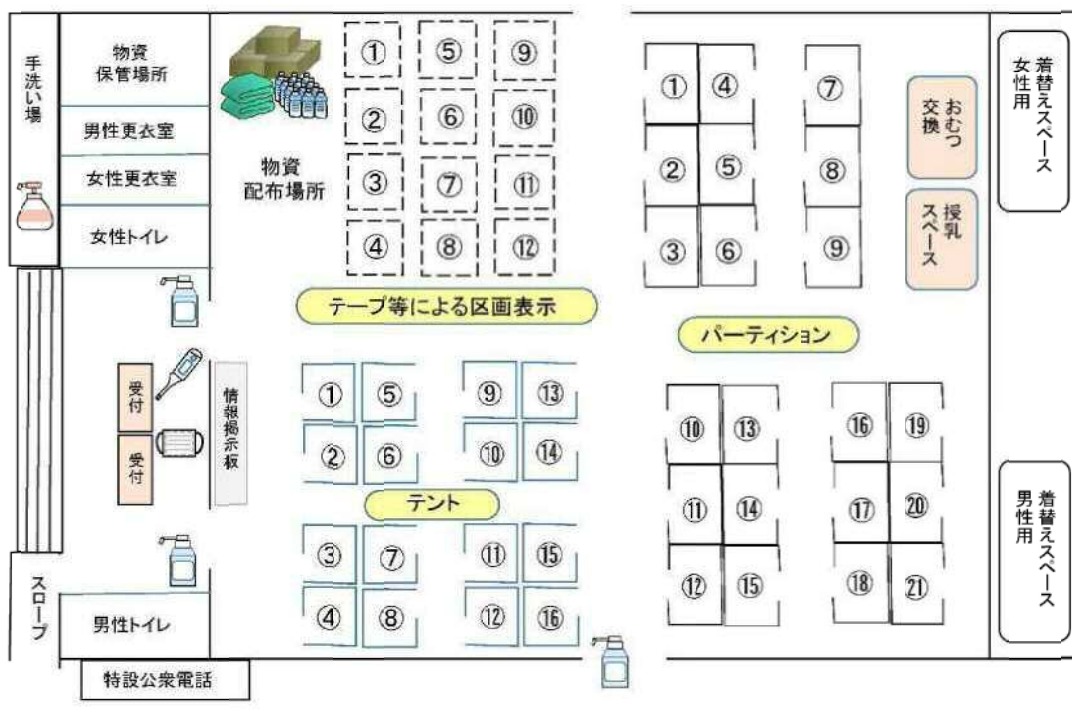 手洗い場
物資
保管場所
男性更衣室
女性更衣室
女性トイレ
物資
配布場所
① ⑤ ⑨
② ⑥ ⑩
③ ⑦ ⑪
④ ⑧ ⑫
テープ等による区画表示
① ④ ⑦
② ⑤ ⑧
③ ⑥ ⑨
パーティション
おむつ
交換
授乳
スペース
着替えスペース
女性用
受付
受付
情報掲示板
① ⑤ ⑨ ⑬
② ⑥ ⑩ ⑭
テント
③ ⑦ ⑪ ⑮
④ ⑧ ⑫ ⑯
⑩ ⑬ ⑯ ⑲
⑪ ⑭ ⑰ ⑳
⑫ ⑮ ⑱ ㉑
着替えスペース
男性用
スロープ
男性トイレ
特設公衆電話